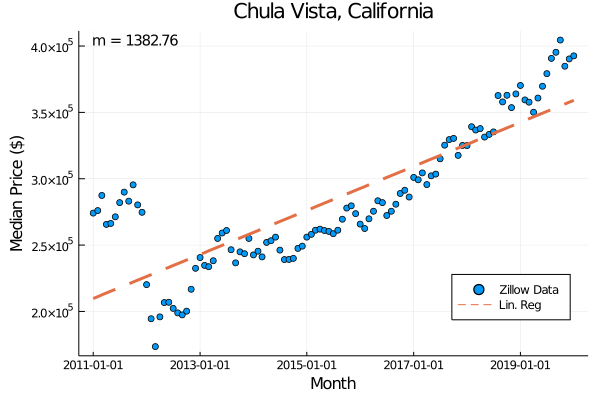 Chula Vista, California
m = 1382.76
4.0×10⁵
3.5×10⁵
3.0×10⁵
2.5×10⁵
2.0×10⁵
Median Price ($)
Zillow Data
Lin. Reg
2011-01-01 2013-01-01 2015-01-01 2017-01-01 2019-01-01
Month